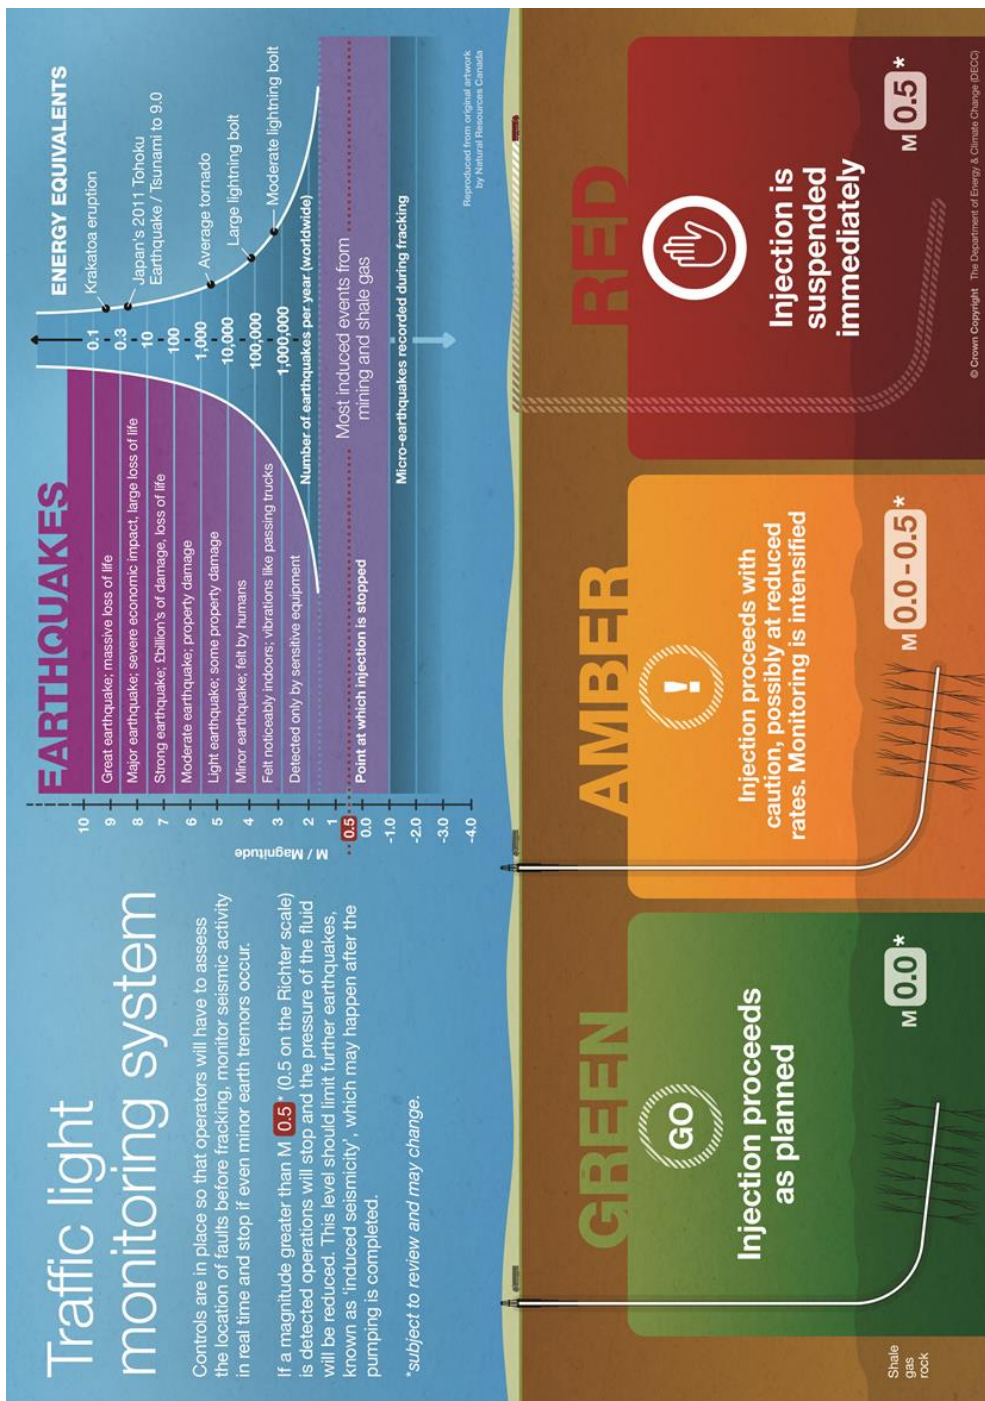 Traffic light
monitoring system
Controls are in place so that operators will have to assess
the location of faults before fracking, monitor seismic activity
in real time and stop if even minor earth tremors occur.
If a magnitude greater than M 0.5* (0.5 on the Richter scale)
is detected operations will stop and the pressure of the fluid
will be reduced. This level should limit further earthquakes,
known as 'induced seismicity', which may happen after the
pumping is completed.
*subject to review and may change.
EARTHQUAKES
ENERGY EQUIVALENTS
M / Magnitude
10
9
8
7
6
5
4
3
2
1
0.5
0.0
-1.0
-2.0
-3.0
-4.0
Great earthquake; massive loss of life
Major earthquake; severe economic impact, large loss of life
Strong earthquake; £billion's of damage, loss of life
Moderate earthquake; property damage
Light earthquake; some property damage
Minor earthquake; felt by humans
Felt noticeably indoors; vibrations like passing trucks
Detected only by sensitive equipment
0.1
0.3
10
100
1,000
10,000
100,000
1,000,000
Number of earthquakes per year (worldwide)
Krakatoa eruption
Japan's 2011 Tohoku
Earthquake / Tsunami to 9.0
Average tornado
Large lightning bolt
Moderate lightning bolt
Most induced events from
mining and shale gas
Point at which injection is stopped
Micro-earthquakes recorded during fracking
Reproduced from original artwork
by Natural Resources Canada
GREEN
GO
Injection proceeds
as planned
M 0.0*
Shale
gas
rock
AMBER
!
Injection proceeds with
caution, possibly at reduced
rates. Monitoring is intensified
M 0.0-0.5*
RED
Injection is
suspended
immediately
M 0.5*
© Crown Copyright The Department of Energy & Climate Change (DECC)